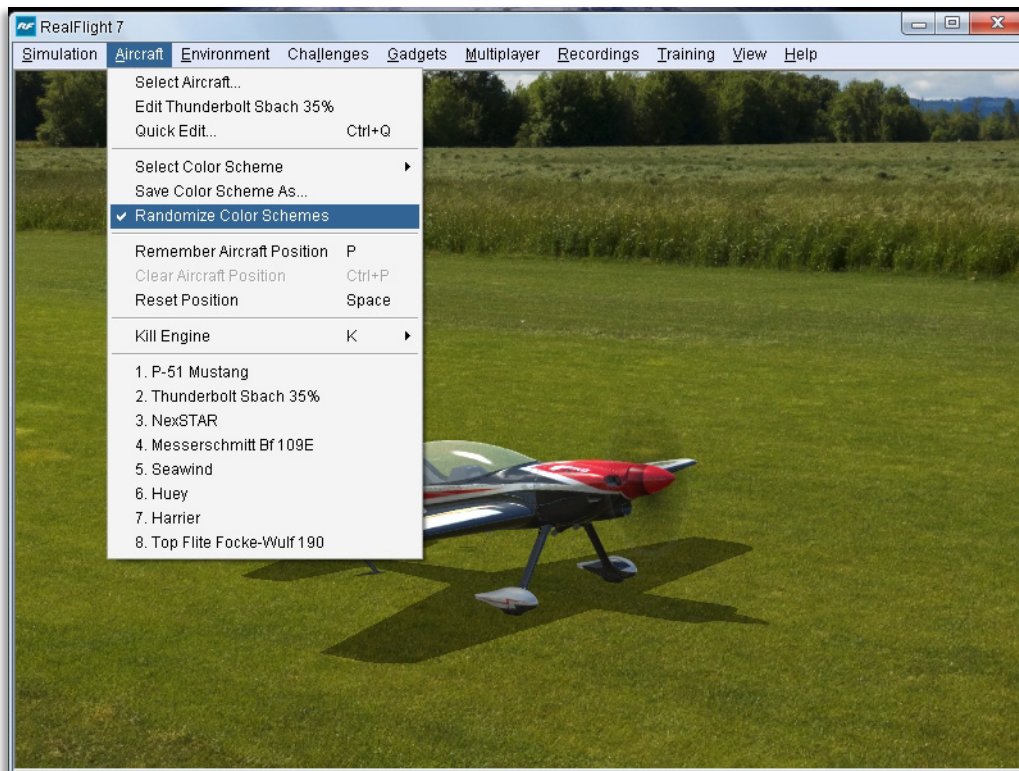 RF RealFlight 7
Simulation Aircraft Environment Challenges Gadgets Multiplayer Recordings Training View Help
Select Aircraft...
Edit Thunderbolt Sbach 35%
Quick Edit... Ctrl+Q
Select Color Scheme
Save Color Scheme As...
Randomize Color Schemes
Remember Aircraft Position P
Clear Aircraft Position Ctrl+P
Reset Position Space
Kill Engine K
1. P-51 Mustang
2. Thunderbolt Sbach 35%
3. NexSTAR
4. Messerschmitt Bf 109E
5. Seawind
6. Huey
7. Harrier
8. Top Flite Focke-Wulf 190